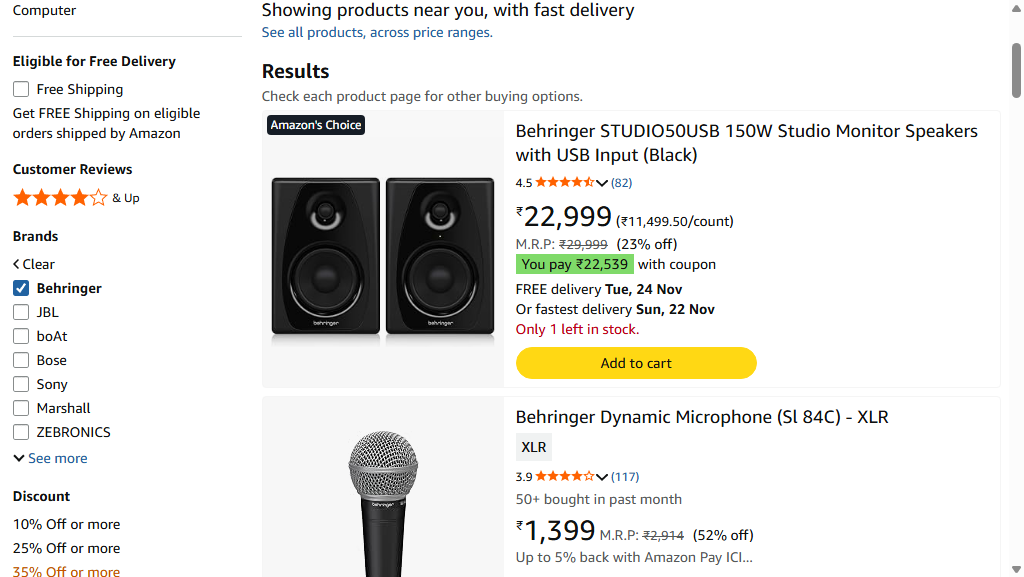 Computer
Eligible for Free Delivery
Free Shipping
Get FREE Shipping on eligible
orders shipped by Amazon
Customer Reviews
& Up
Brands
Clear
Behringer
JBL
boAt
Bose
Sony
Marshall
ZEBRONICS
See more
Discount
10% Off or more
25% Off or more
35% Off or more
Showing products near you, with fast delivery
See all products, across price ranges.
Results
Check each product page for other buying options.
Amazon's Choice
behringer
behringer
Behringer STUDIO50USB 150W Studio Monitor Speakers
with USB Input (Black)
4.5 (82)
₹22,999 (₹11,499.50/count)
M.R.P: ₹29,999 (23% off)
You pay ₹22,539 with coupon
FREE delivery Tue, 24 Nov
Or fastest delivery Sun, 22 Nov
Only 1 left in stock.
Add to cart
behringer
Behringer Dynamic Microphone (Sl 84C) - XLR
XLR
3.9 (117)
50+ bought in past month
₹1,399 M.R.P: ₹2,914 (52% off)
Up to 5% back with Amazon Pay ICI...